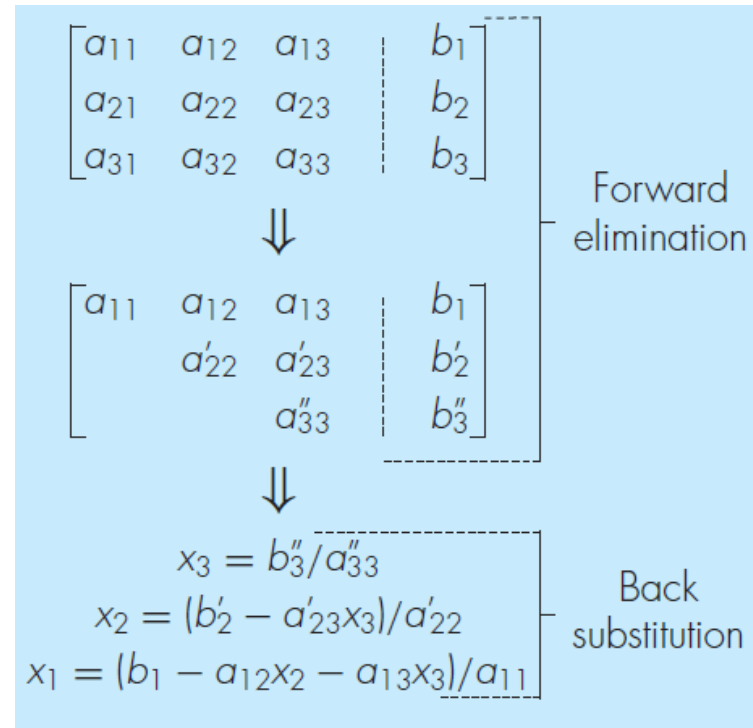 a11 a12 a13 b1
a21 a22 a23 b2
a31 a32 a33 b3
Forward
elimination
⇓
a11 a12 a13 b1
a′22 a′23 b′2
a″33 b″3
⇓
x3 = b″3/a″33
x2 = (b′2 − a′23x3)/a′22
x1 = (b1 − a12x2 − a13x3)/a11
Back
substitution